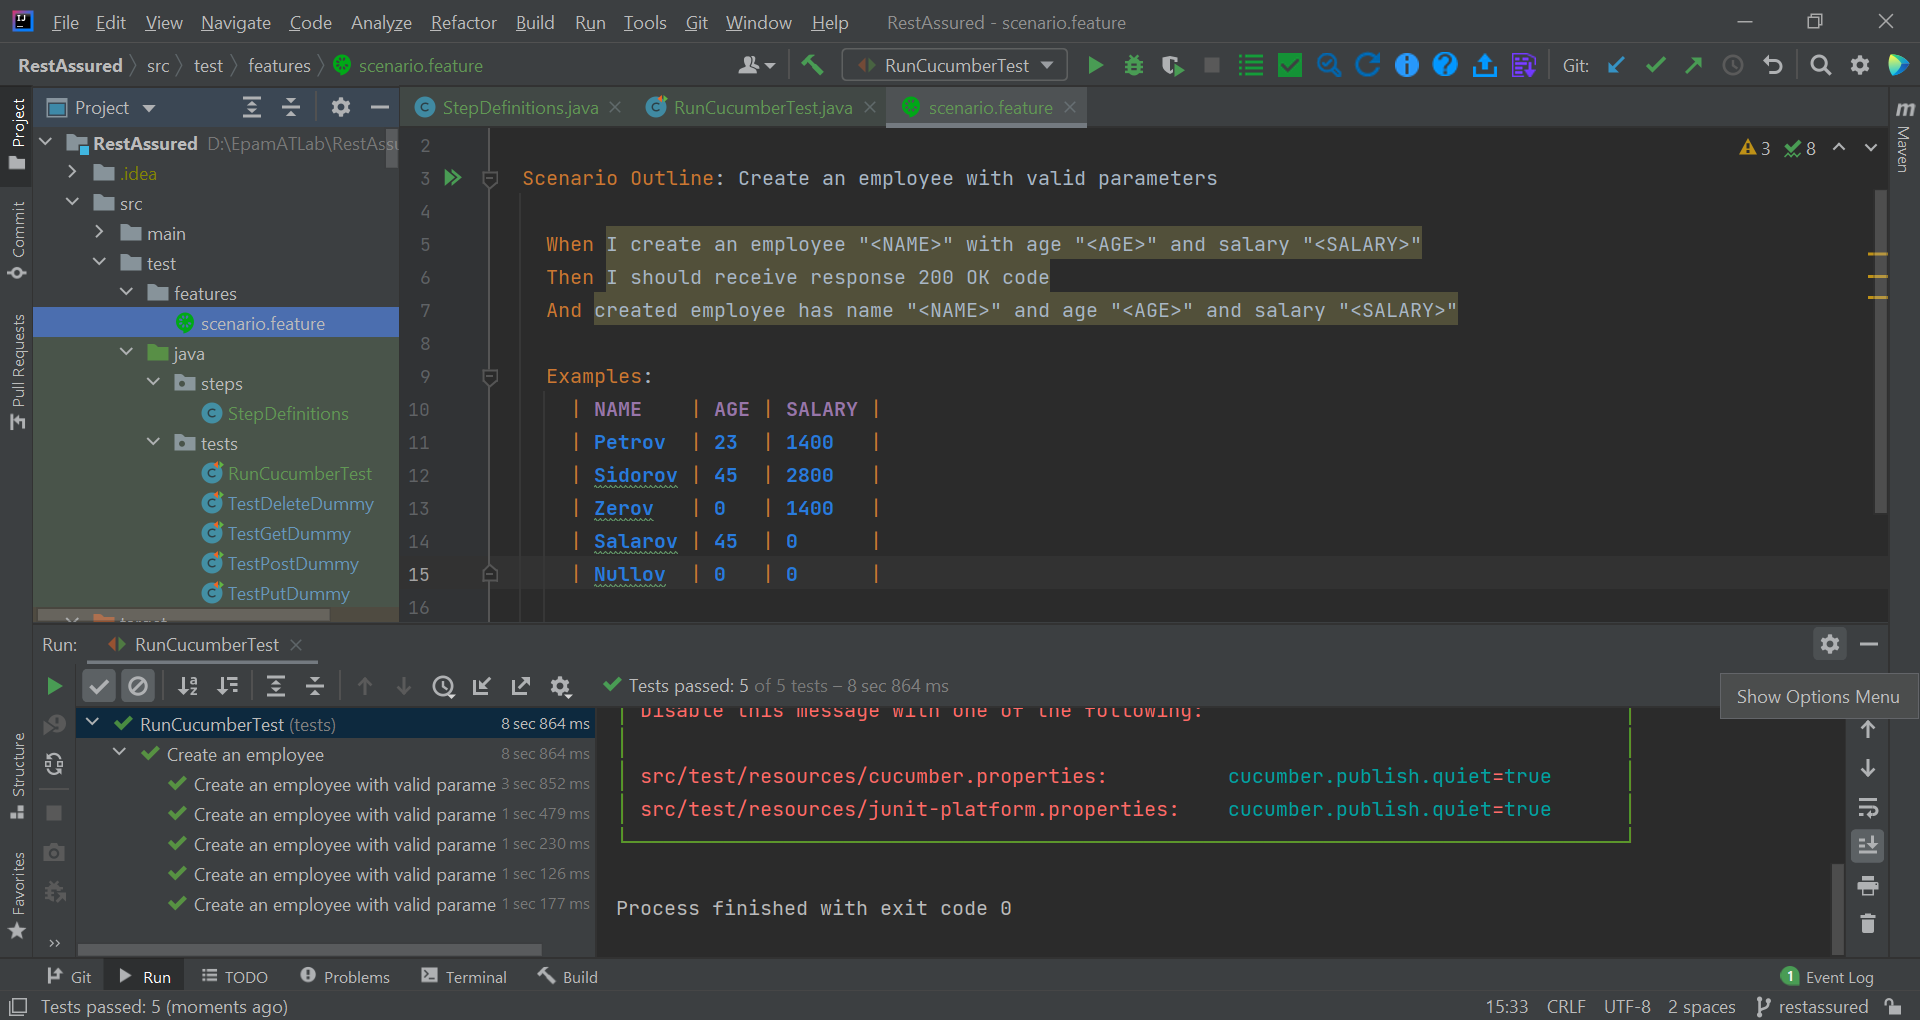 File Edit View Navigate Code Analyze Refactor Build Run Tools Git Window Help RestAssured - scenario.feature
RestAssured src test features scenario.feature RunCucumberTest Git:
Project
Commit
Pull Requests
Structure
Favorites
Project
RestAssured D:\EpamATLab\RestAssu
.idea
src
main
test
features
scenario.feature
java
steps
StepDefinitions
tests
RunCucumberTest
TestDeleteDummy
TestGetDummy
TestPostDummy
TestPutDummy
target
StepDefinitions.java RunCucumberTest.java scenario.feature
3 8
2
3 Scenario Outline: Create an employee with valid parameters
4
5 When I create an employee "<NAME>" with age "<AGE>" and salary "<SALARY>"
6 Then I should receive response 200 OK code
7 And created employee has name "<NAME>" and age "<AGE>" and salary "<SALARY>"
8
9 Examples:
10 | NAME | AGE | SALARY |
11 | Petrov | 23 | 1400 |
12 | Sidorov | 45 | 2800 |
13 | Zerov | 0 | 1400 |
14 | Salarov | 45 | 0 |
15 | Nullov | 0 | 0 |
16
m Maven
Run: RunCucumberTest
Tests passed: 5 of 5 tests – 8 sec 864 ms
Show Options Menu
RunCucumberTest (tests) 8 sec 864 ms
Create an employee 8 sec 864 ms
Create an employee with valid parame 3 sec 852 ms
Create an employee with valid parame 1 sec 479 ms
Create an employee with valid parame 1 sec 230 ms
Create an employee with valid parame 1 sec 126 ms
Create an employee with valid parame 1 sec 177 ms
Disable this message with one of the following:
src/test/resources/cucumber.properties: cucumber.publish.quiet=true
src/test/resources/junit-platform.properties: cucumber.publish.quiet=true
Process finished with exit code 0
Git Run TODO Problems Terminal Build 1 Event Log
Tests passed: 5 (moments ago) 15:33 CRLF UTF-8 2 spaces restassured